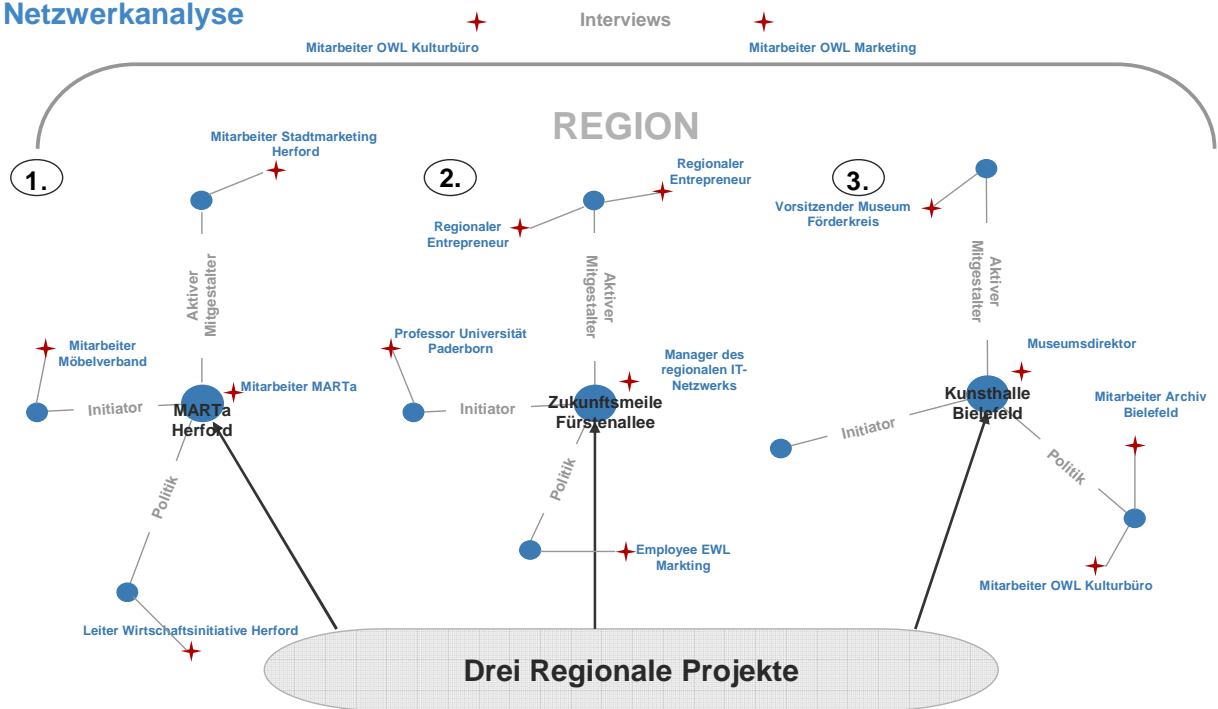 Netzwerkanalyse
Interviews
Mitarbeiter OWL Kulturbüro
Mitarbeiter OWL Marketing
REGION
1.
Mitarbeiter Stadtmarketing
Herford
Aktiver
Mitgestalter
Mitarbeiter
Möbelverband
Initiator
Mitarbeiter MARTa
MARTa
Herford
Politik
Leiter Wirtschaftsinitiative Herford
2.
Regionaler
Entrepreneur
Regionaler
Entrepreneur
Aktiver
Mitgestalter
Professor Universität
Paderborn
Initiator
Manager des
regionalen IT-
Netzwerks
Zukunftsmeile
Fürstenallee
Politik
Employee EWL
Markting
3.
Vorsitzender Museum
Förderkreis
Aktiver
Mitgestalter
Museumsdirektor
Kunsthalle
Bielefeld
Initiator
Mitarbeiter Archiv
Bielefeld
Politik
Mitarbeiter OWL Kulturbüro
Drei Regionale Projekte